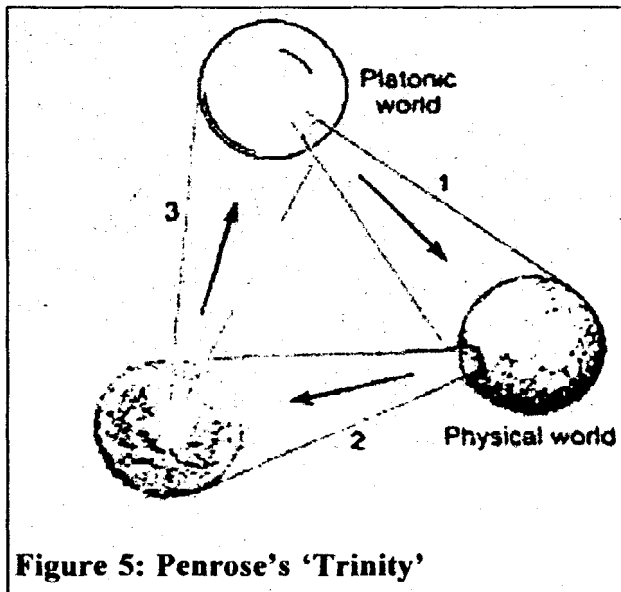 Platonic
world
1
3
Physical world
2
Figure 5: Penrose's ‘Trinity’